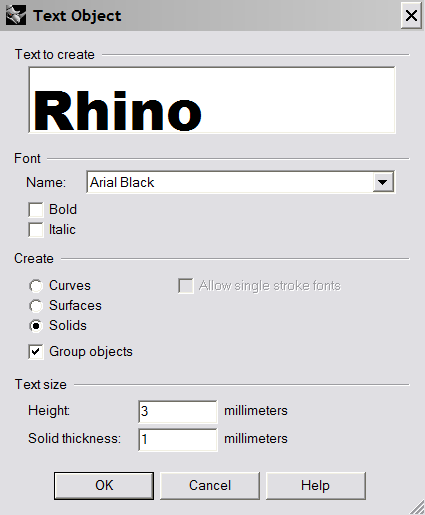 Text Object
Text to create
Rhino
Font
Name: Arial Black
Bold
Italic
Create
Curves Allow single stroke fonts
Surfaces
Solids
Group objects
Text size
Height: 3 millimeters
Solid thickness: 1 millimeters
OK Cancel Help